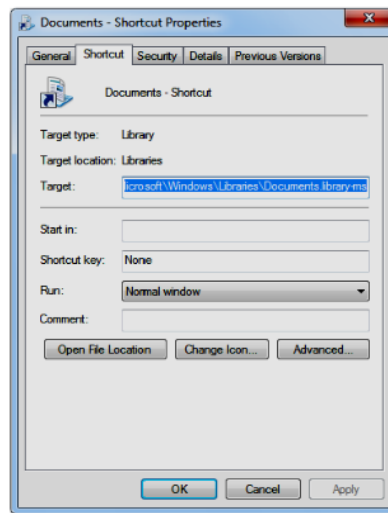 Documents - Shortcut Properties
General Shortcut Security Details Previous Versions
Documents - Shortcut
Target type: Library
Target location: Libraries
Target: icrosoft\Windows\Libraries\Documents.library-ms
Start in:
Shortcut key: None
Run: Normal window
Comment:
Open File Location Change Icon... Advanced...
OK Cancel Apply